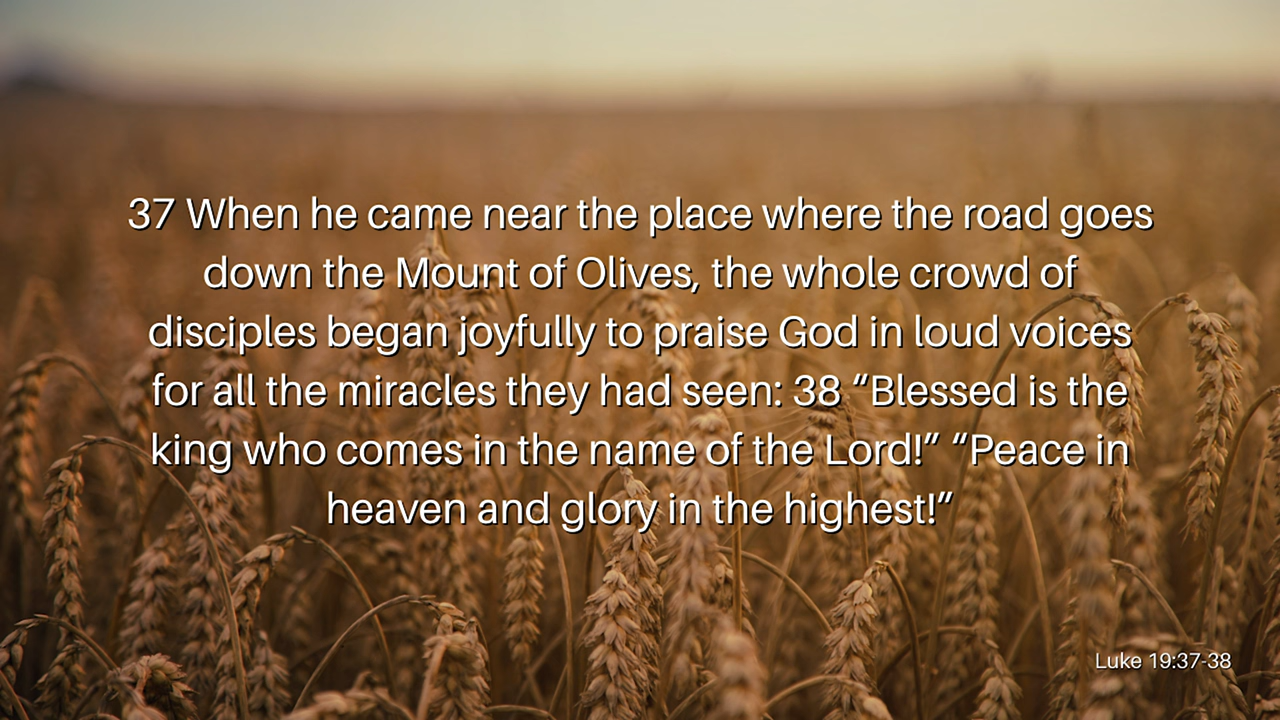 37 When he came near the place where the road goes
down the Mount of Olives, the whole crowd of
disciples began joyfully to praise God in loud voices
for all the miracles they had seen: 38 “Blessed is the
king who comes in the name of the Lord!” “Peace in
heaven and glory in the highest!”
Luke 19:37-38